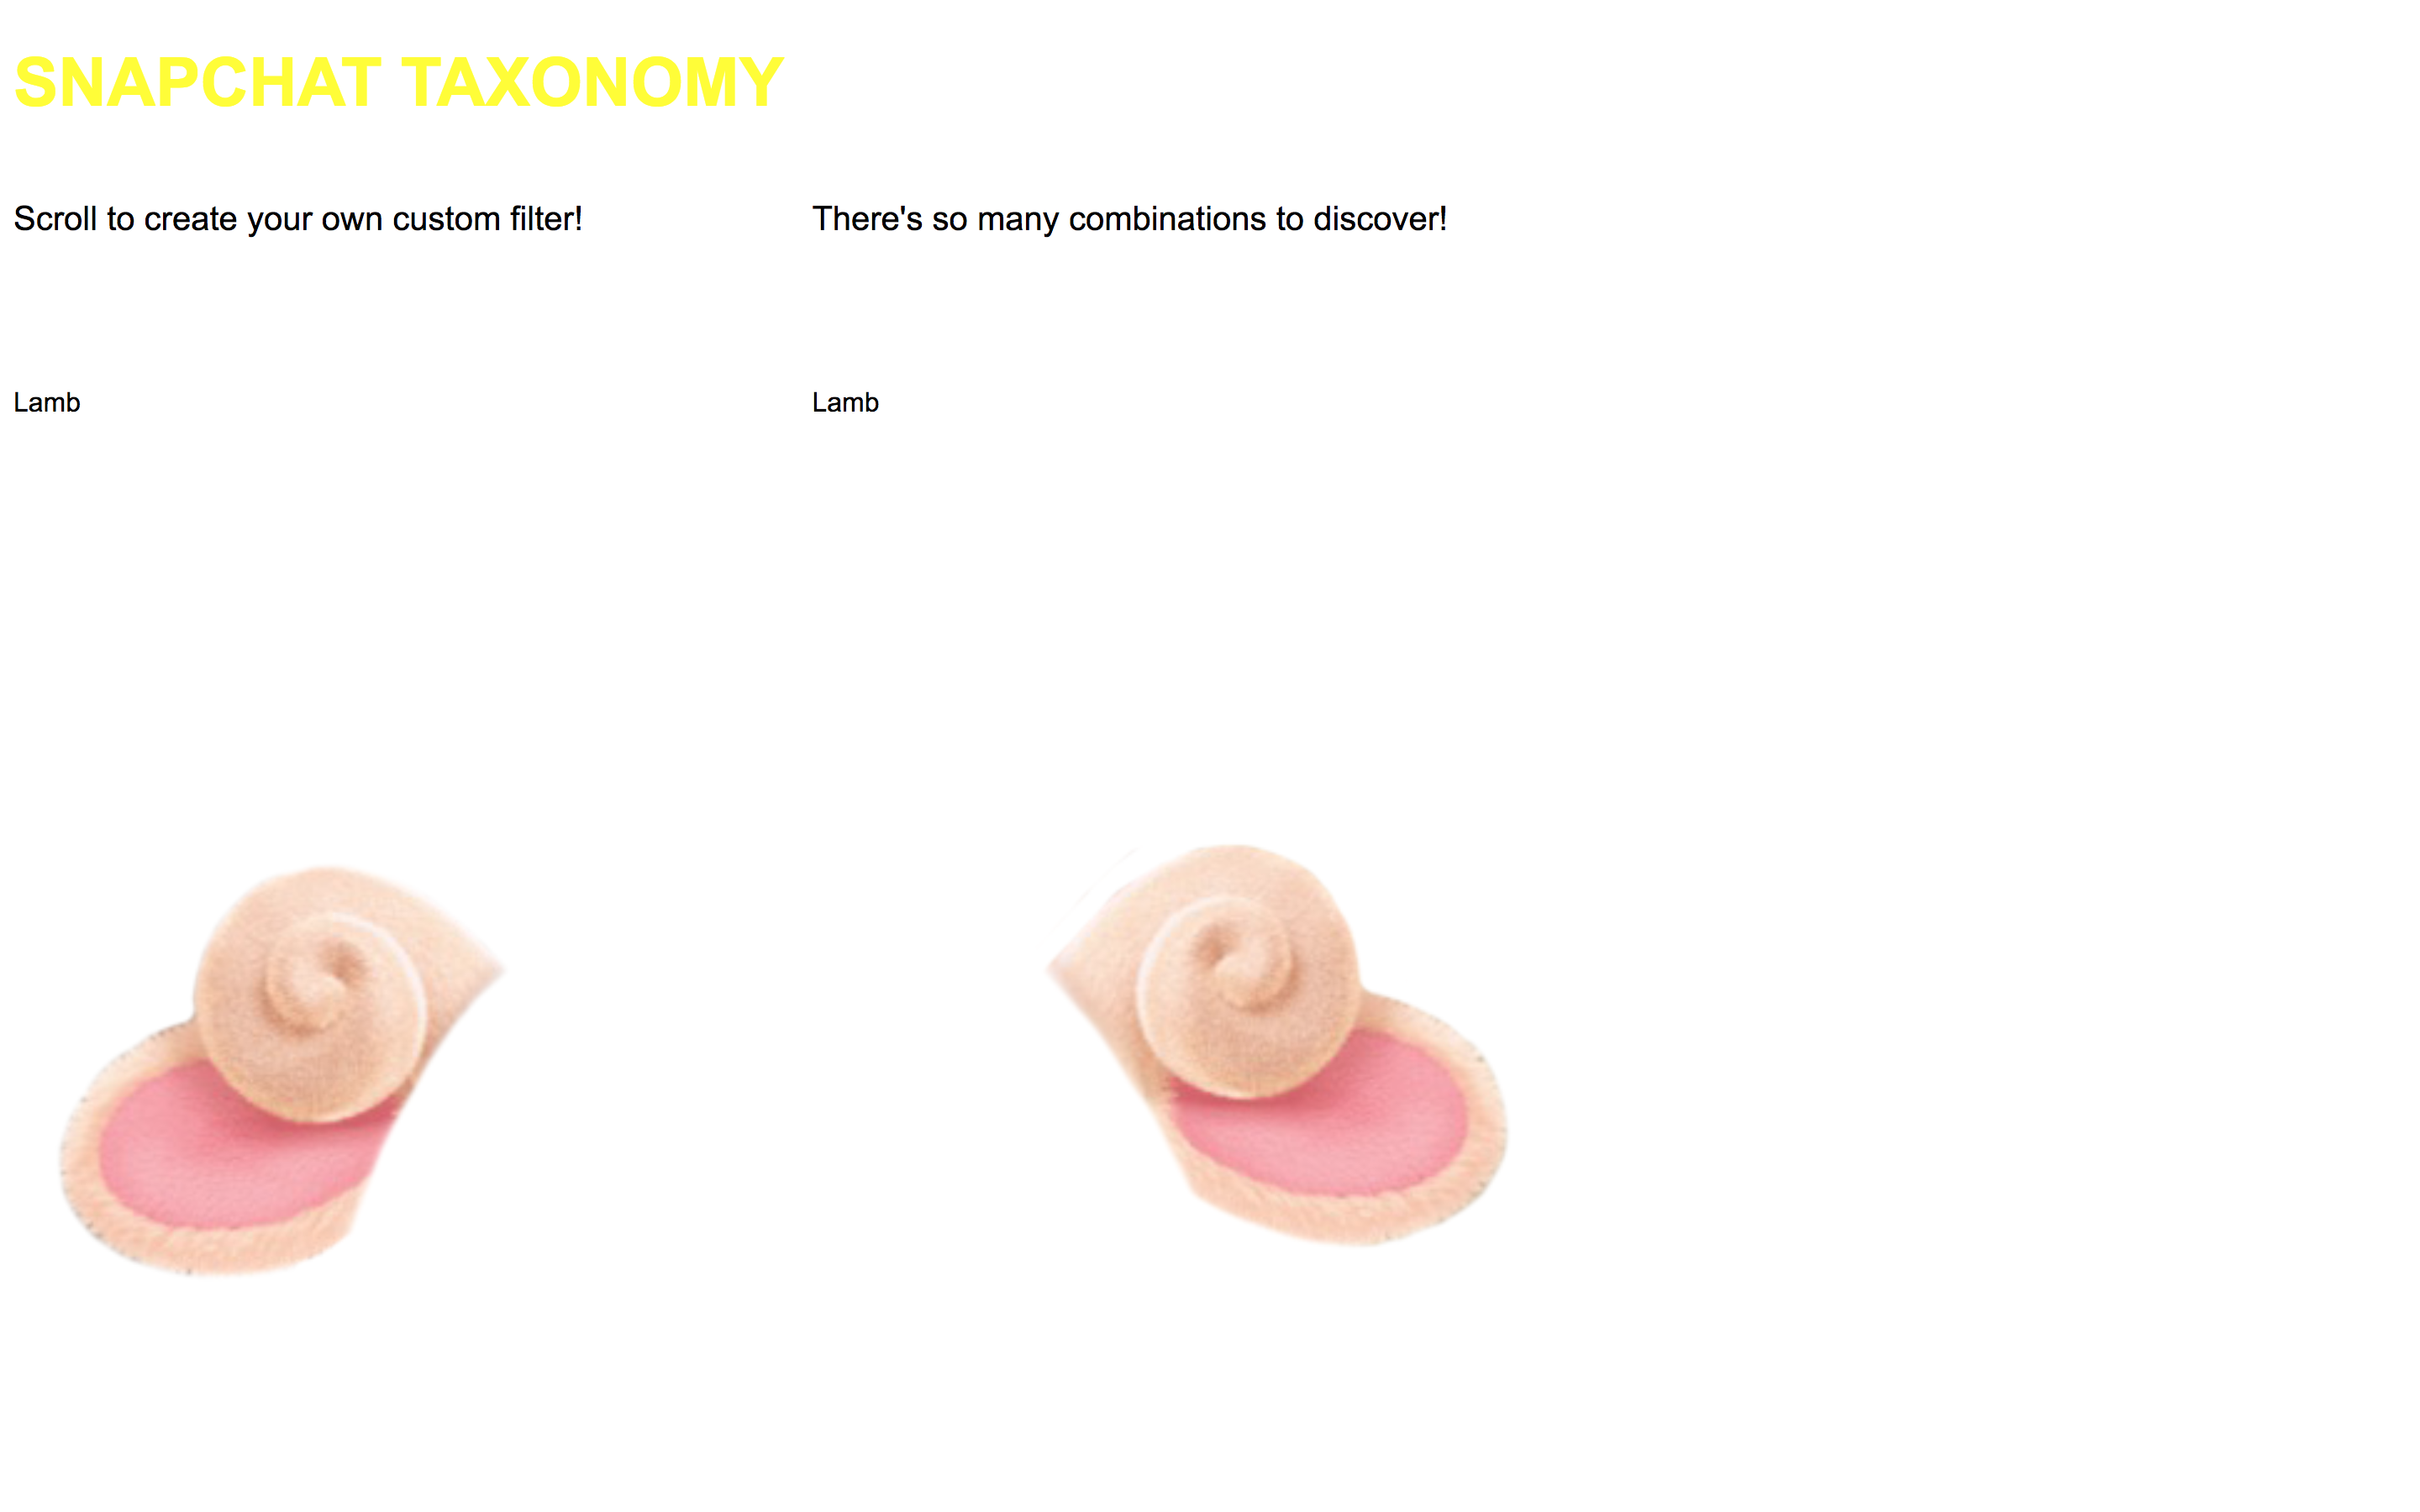 SNAPCHAT TAXONOMY
Scroll to create your own custom filter!
There's so many combinations to discover!
Lamb
Lamb